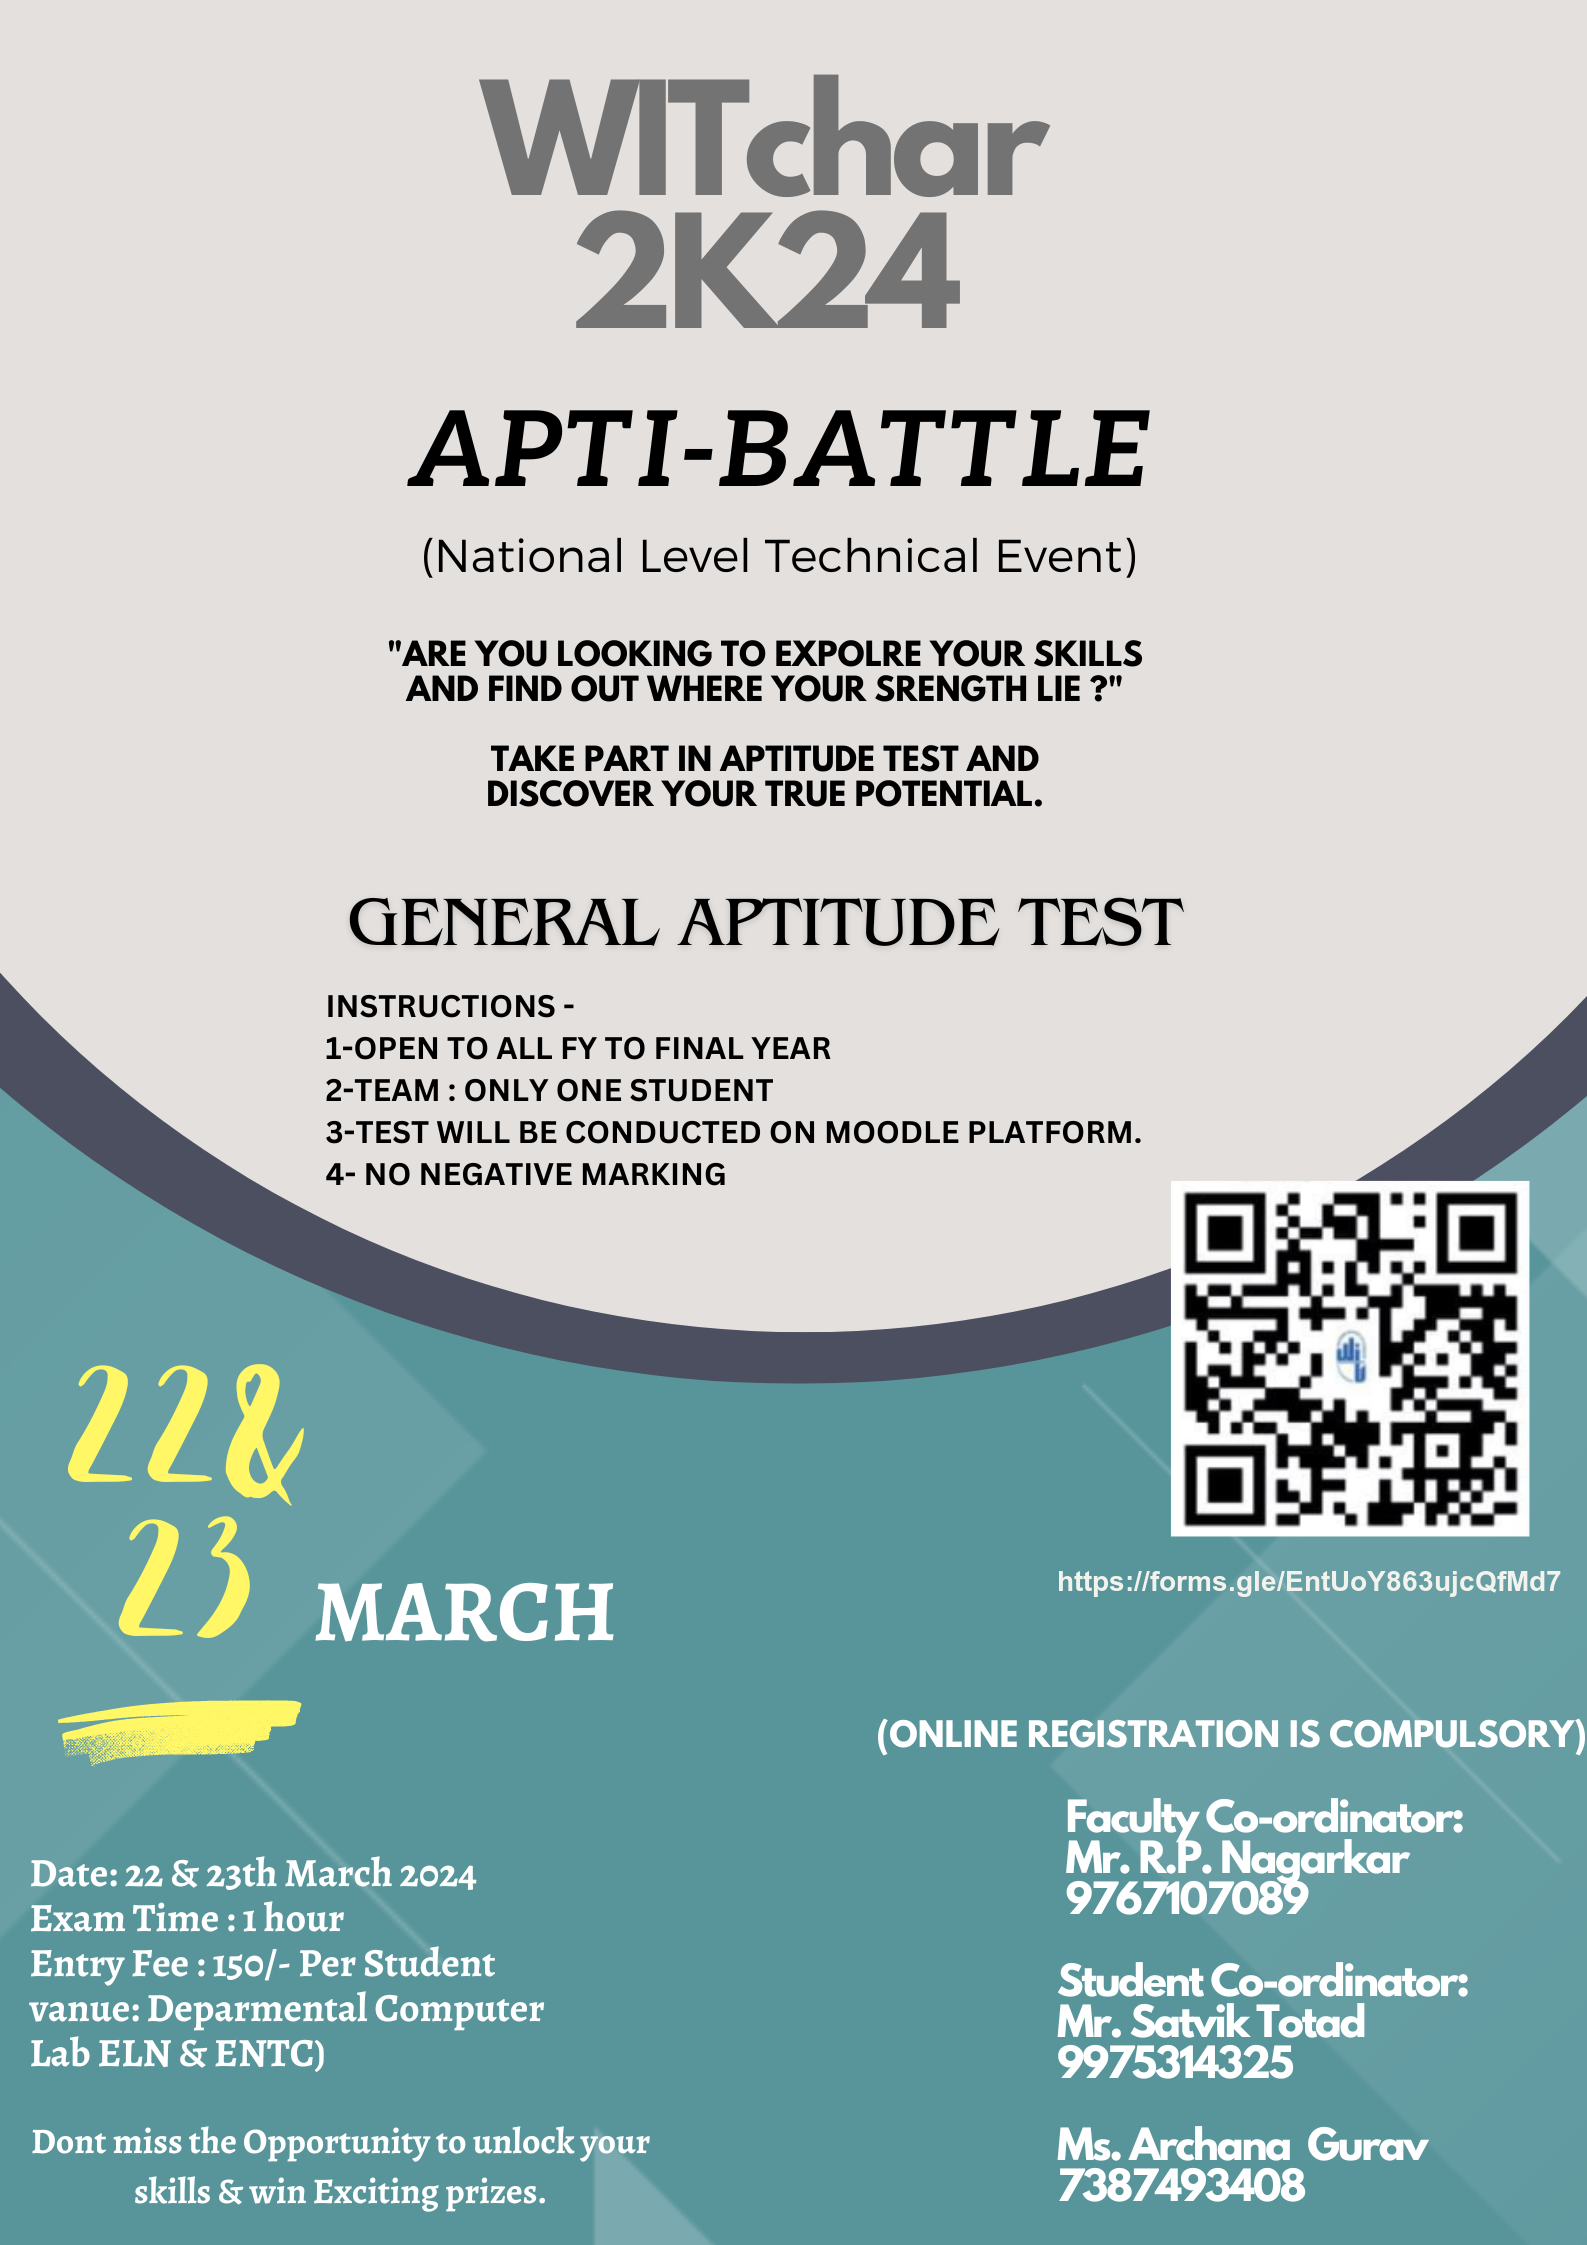 WITchar
2K24
APTI-BATTLE
(National Level Technical Event)
"ARE YOU LOOKING TO EXPOLRE YOUR SKILLS
AND FIND OUT WHERE YOUR SRENGTH LIE ?"
TAKE PART IN APTITUDE TEST AND
DISCOVER YOUR TRUE POTENTIAL.
GENERAL APTITUDE TEST
INSTRUCTIONS -
1-OPEN TO ALL FY TO FINAL YEAR
2-TEAM : ONLY ONE STUDENT
3-TEST WILL BE CONDUCTED ON MOODLE PLATFORM.
4- NO NEGATIVE MARKING
22&
23 MARCH
https://forms.gle/EntUoY863ujcQfMd7
(ONLINE REGISTRATION IS COMPULSORY)
Date: 22 & 23th March 2024
Exam Time : 1 hour
Entry Fee : 150/- Per Student
vanue: Deparmental Computer
Lab ELN & ENTC)
Dont miss the Opportunity to unlock your
skills & win Exciting prizes.
Faculty Co-ordinator:
Mr. R.P. Nagarkar
9767107089
Student Co-ordinator:
Mr. Satvik Totad
9975314325
Ms. Archana Gurav
7387493408